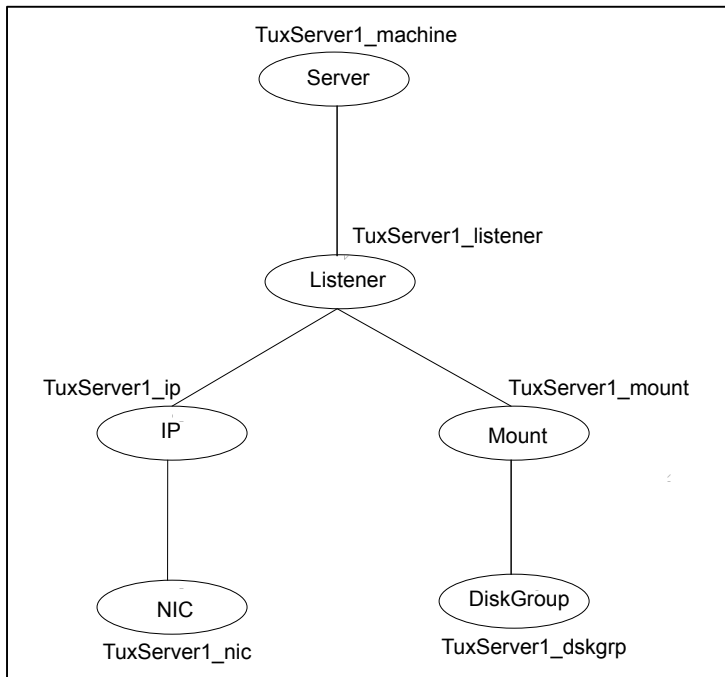 TuxServer1_machine
Server
TuxServer1_listener
Listener
TuxServer1_ip
TuxServer1_mount
IP
Mount
NIC
DiskGroup
TuxServer1_nic
TuxServer1_dskgrp